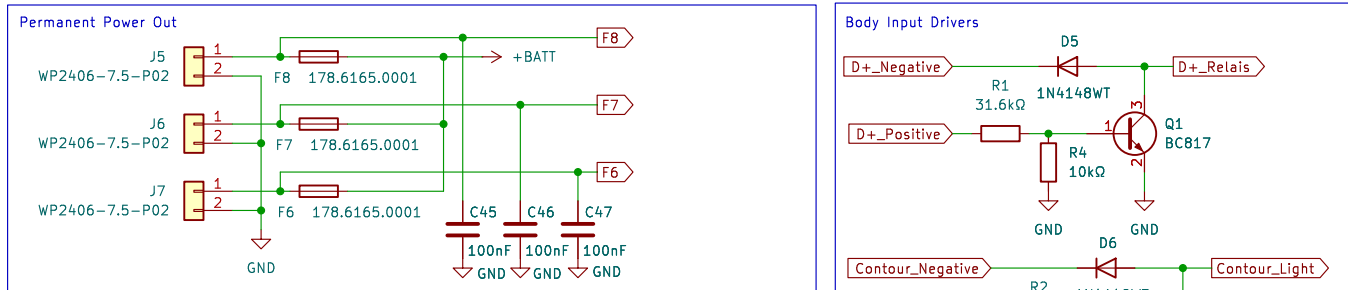 Permanent Power Out
J5
WP2406-7.5-P02
1
2
F8
178.6165.0001
+BATT
F8
J6
WP2406-7.5-P02
1
2
F7
178.6165.0001
F7
J7
WP2406-7.5-P02
1
2
F6
178.6165.0001
F6
C45
100nF
GND
C46
100nF
GND
C47
100nF
GND
GND
Body Input Drivers
D+_Negative
D5
1N4148WT
D+_Relais
R1
31.6kΩ
D+_Positive
R4
10kΩ
1
3
2
Q1
BC817
GND
GND
Contour_Negative
D6
Contour_Light
R2